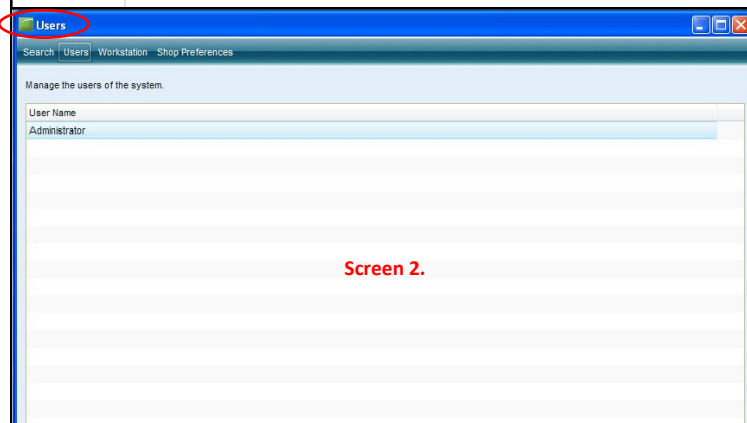 Users
Search Users Workstation Shop Preferences
Manage the users of the system.
User Name
Administrator
Screen 2.